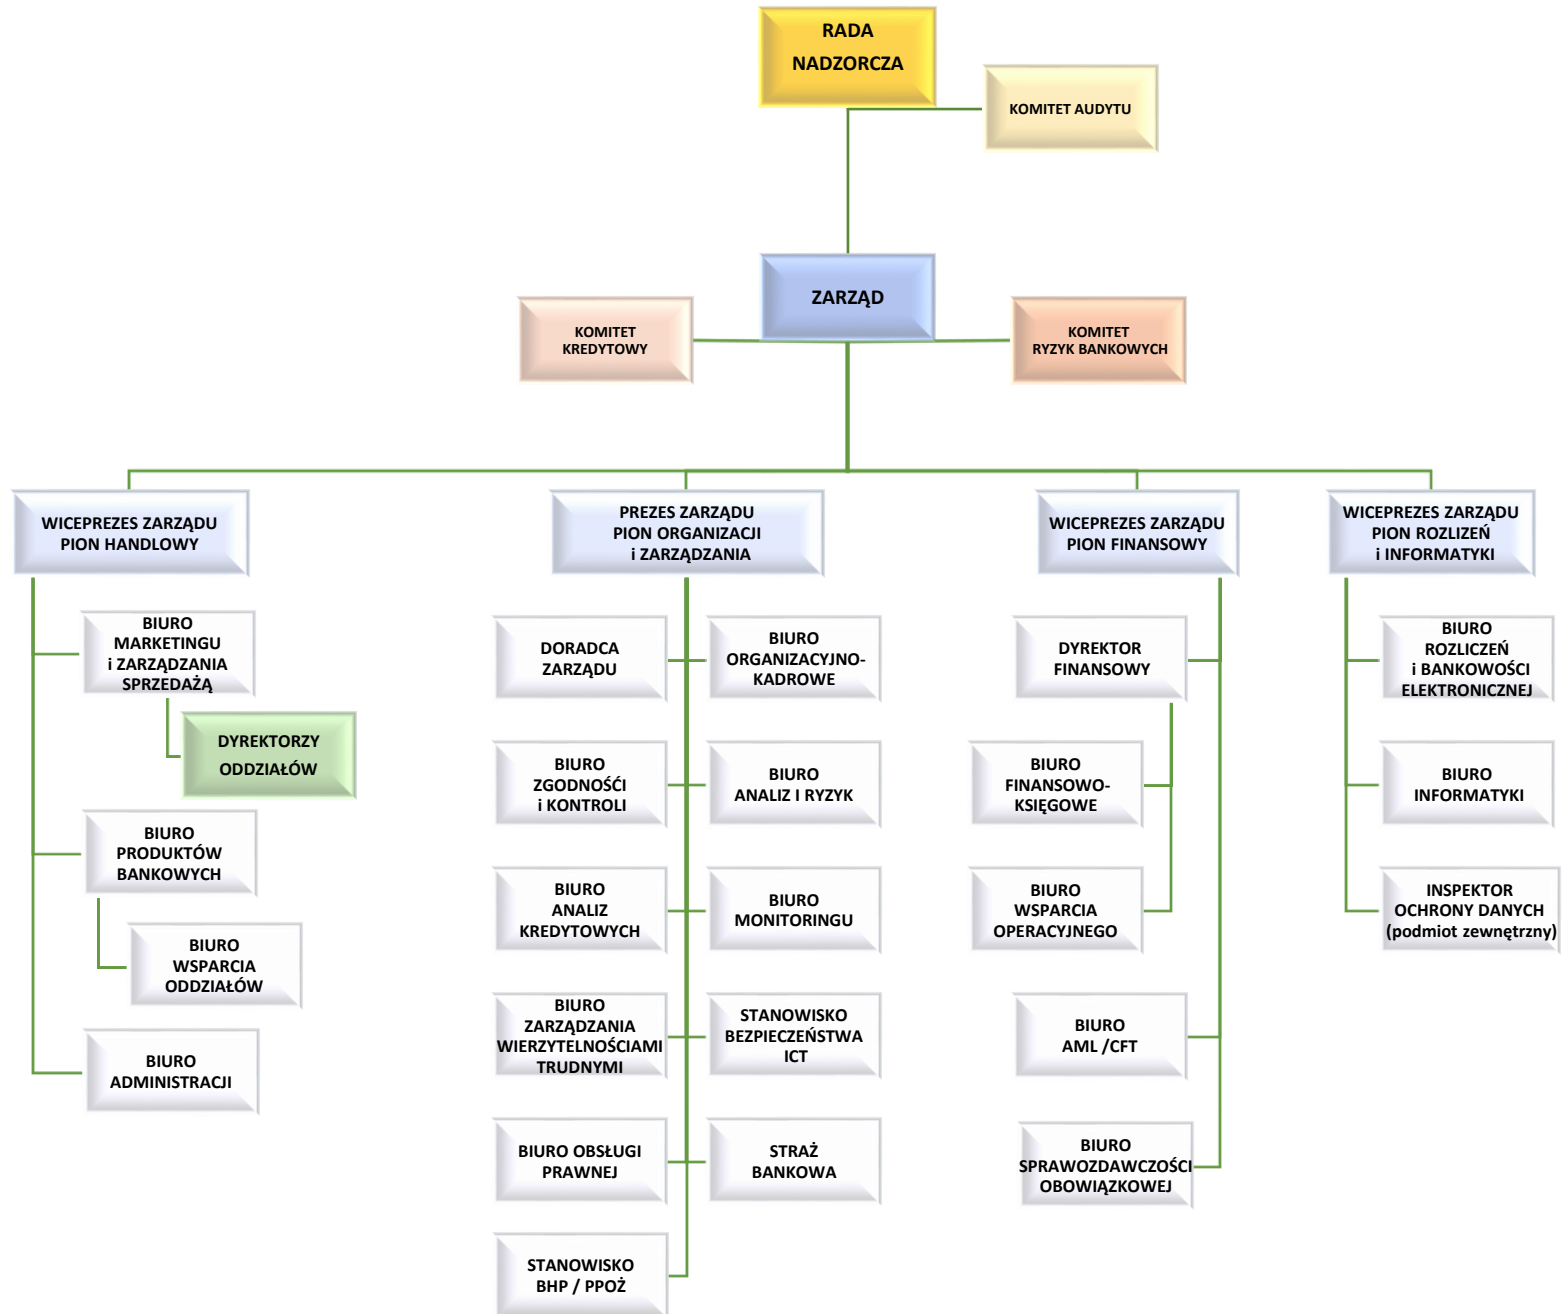 RADA
NADZORCZA
KOMITET AUDYTU
ZARZĄD
KOMITET
KREDYTOWY
KOMITET
RYZYK BANKOWYCH
WICEPREZES ZARZĄDU
PION HANDLOWY
PREZES ZARZĄDU
PION ORGANIZACJI
i ZARZĄDZANIA
WICEPREZES ZARZĄDU
PION FINANSOWY
WICEPREZES ZARZĄDU
PION ROZLIZEŃ
i INFORMATYKI
BIURO
MARKETINGU
i ZARZĄDZANIA
SPRZEDAŻĄ
DYREKTORZY
ODDZIAŁÓW
BIURO
PRODUKTÓW
BANKOWYCH
BIURO
WSPARCIA
ODDZIAŁÓW
BIURO
ADMINISTRACJI
DORADCA
ZARZĄDU
BIURO
ORGANIZACYJNO-
KADROWE
BIURO
ZGODNOŚĆI
i KONTROLI
BIURO
ANALIZ I RYZYK
BIURO
ANALIZ
KREDYTOWYCH
BIURO
MONITORINGU
BIURO
ZARZĄDZANIA
WIERZYTELNOŚCIAMI
TRUDNYMI
STANOWISKO
BEZPIECZEŃSTWA
ICT
BIURO OBSŁUGI
PRAWNEJ
STRAŻ
BANKOWA
STANOWISKO
BHP / PPOŻ
DYREKTOR
FINANSOWY
BIURO
FINANSOWO-
KSIĘGOWE
BIURO
WSPARCIA
OPERACYJNEGO
BIURO
AML /CFT
BIURO
SPRAWOZDAWCZOŚCI
OBOWIĄZKOWEJ
BIURO
ROZLICZEŃ
i BANKOWOŚCI
ELEKTRONICZNEJ
BIURO
INFORMATYKI
INSPEKTOR
OCHRONY DANYCH
(podmiot zewnętrzny)